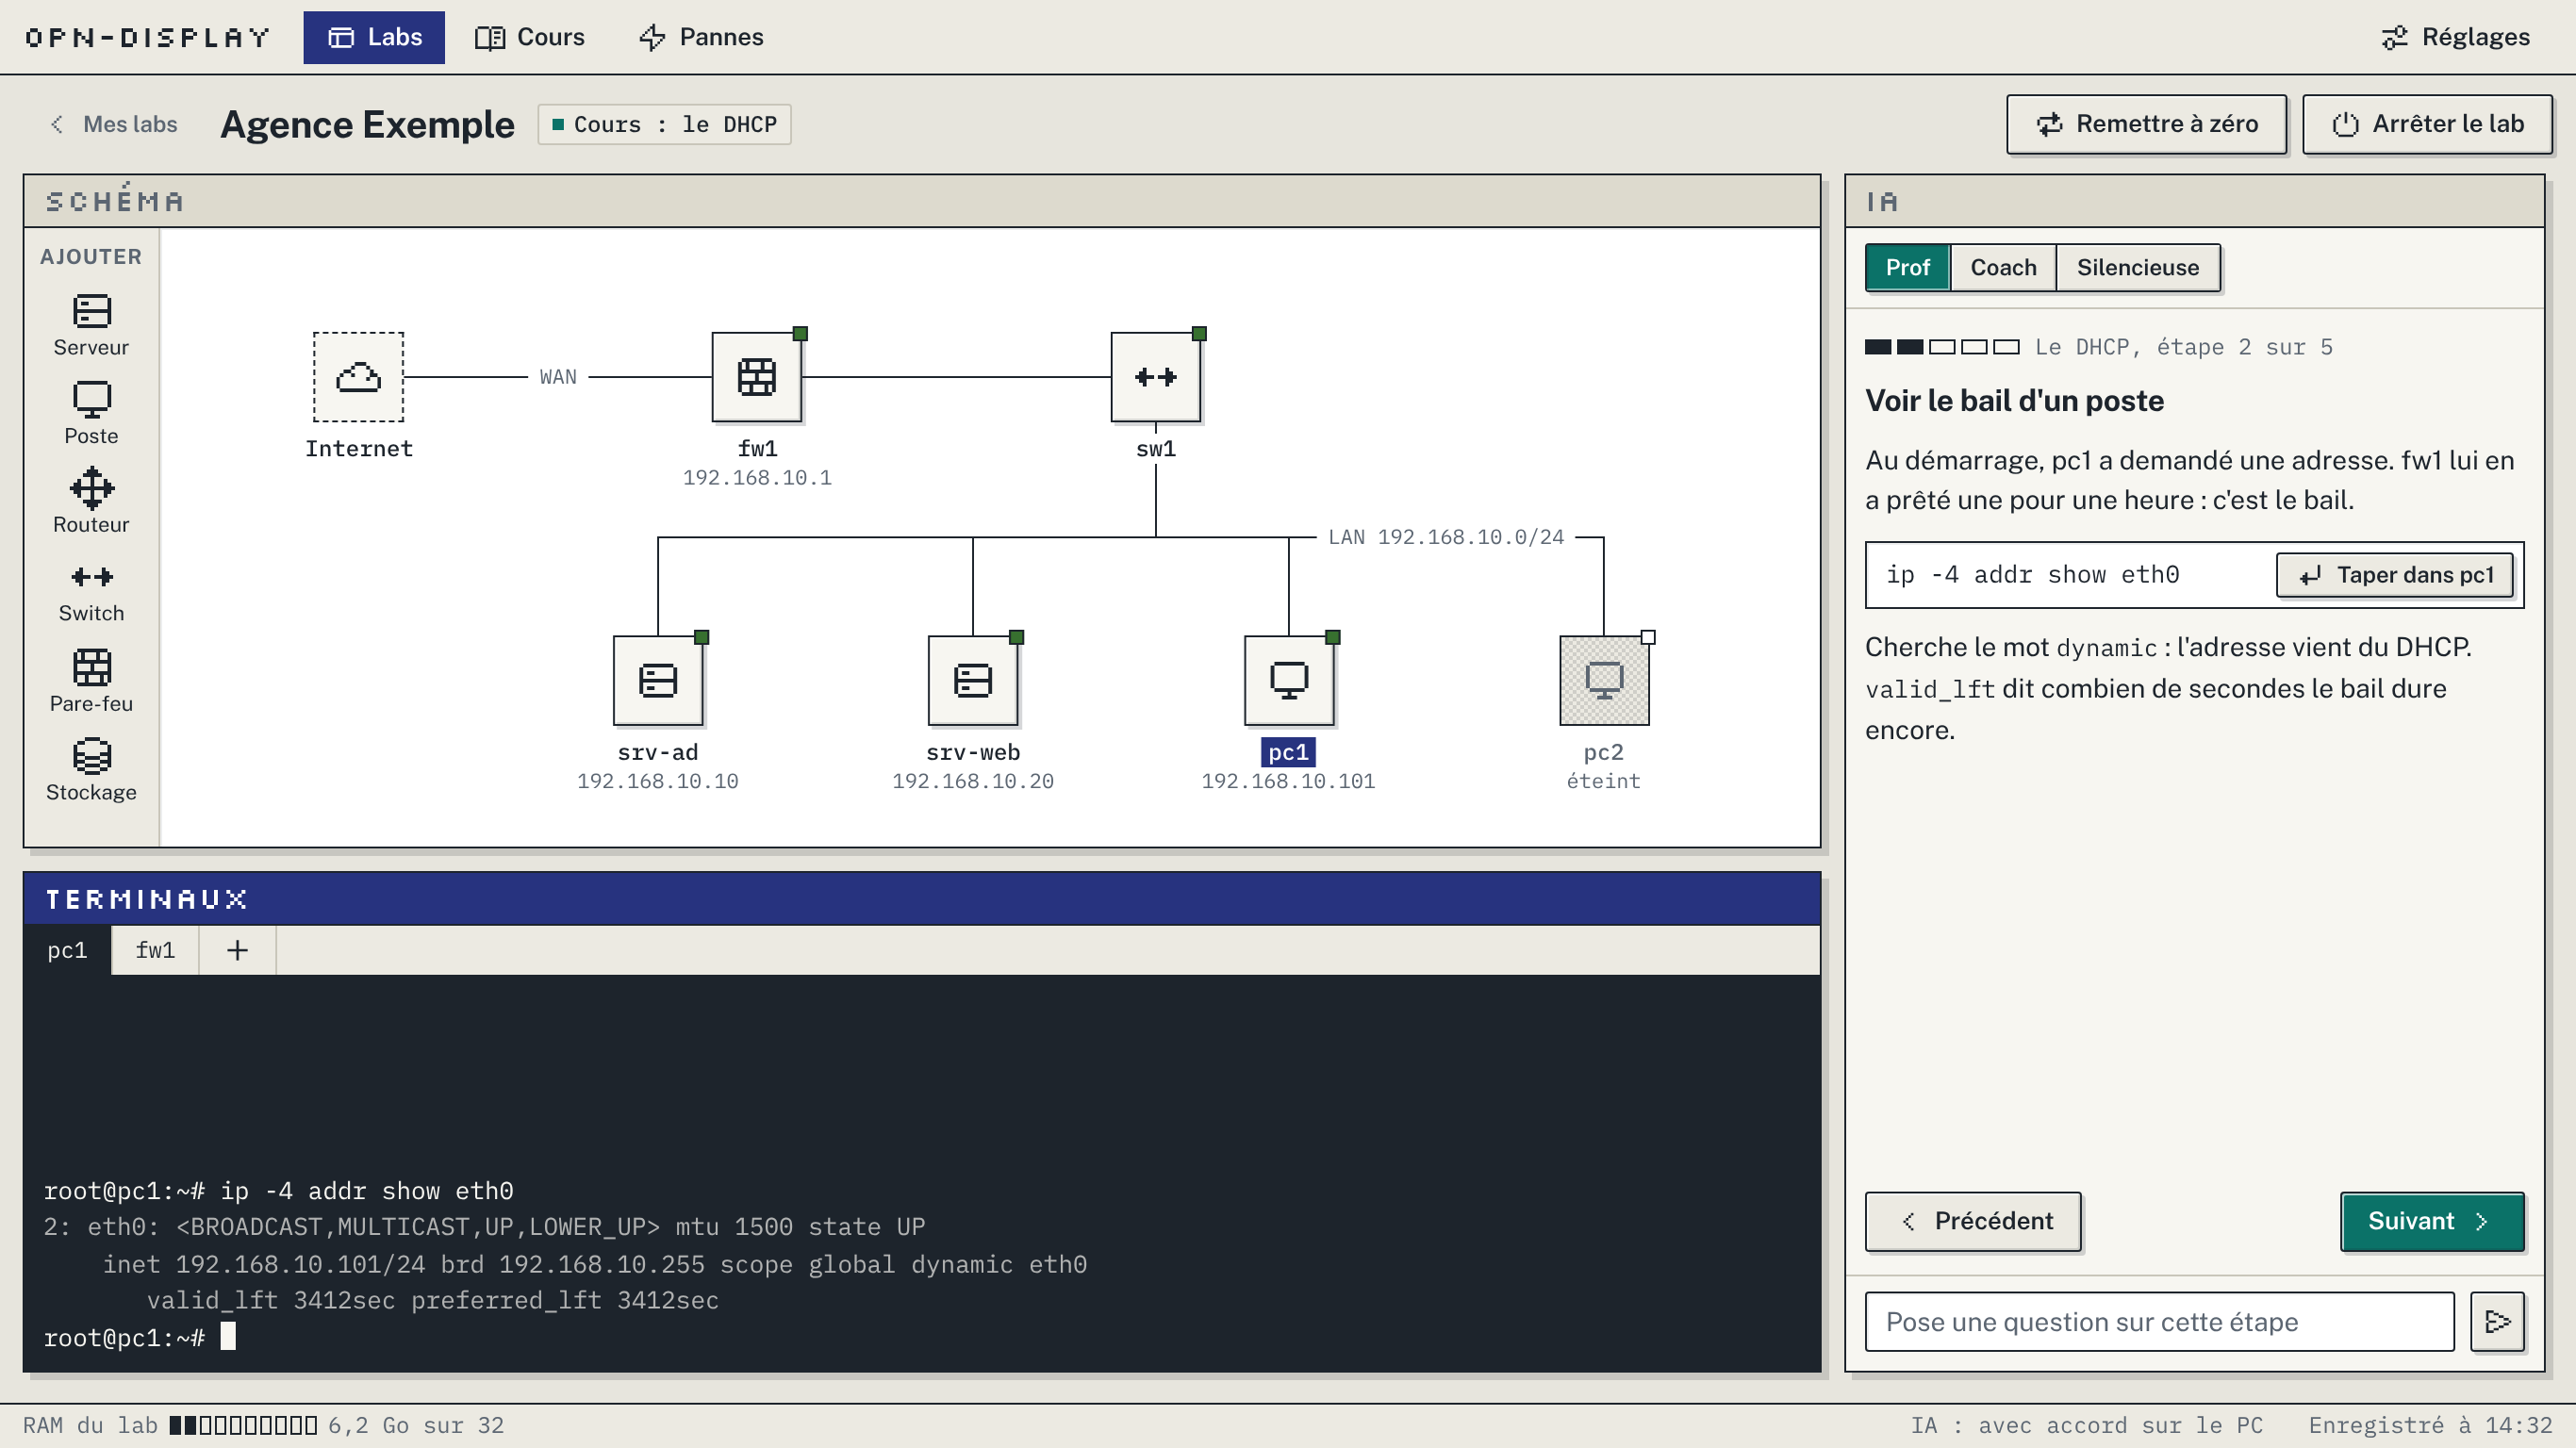 OPN-DISPLAY
Labs
Cours
Pannes
Réglages
Mes labs
Agence Exemple
Cours : le DHCP
Remettre à zéro
Arrêter le lab
SCHÉMA
AJOUTER
Serveur
Poste
Routeur
Switch
Pare-feu
Stockage
WAN
Internet
fw1
192.168.10.1
sw1
LAN 192.168.10.0/24
srv-ad
192.168.10.10
srv-web
192.168.10.20
pc1
192.168.10.101
pc2
éteint
TERMINAUX
pc1
fw1
+
root@pc1:~# ip -4 addr show eth0
2: eth0: <BROADCAST,MULTICAST,UP,LOWER_UP> mtu 1500 state UP
inet 192.168.10.101/24 brd 192.168.10.255 scope global dynamic eth0
valid_lft 3412sec preferred_lft 3412sec
root@pc1:~#
IA
Prof
Coach
Silencieuse
Le DHCP, étape 2 sur 5
Voir le bail d'un poste
Au démarrage, pc1 a demandé une adresse. fw1 lui en
a prêté une pour une heure : c'est le bail.
ip -4 addr show eth0
Taper dans pc1
Cherche le mot dynamic : l'adresse vient du DHCP.
valid_lft dit combien de secondes le bail dure
encore.
Précédent
Suivant
Pose une question sur cette étape
RAM du lab
6,2 Go sur 32
IA : avec accord sur le PC
Enregistré à 14:32